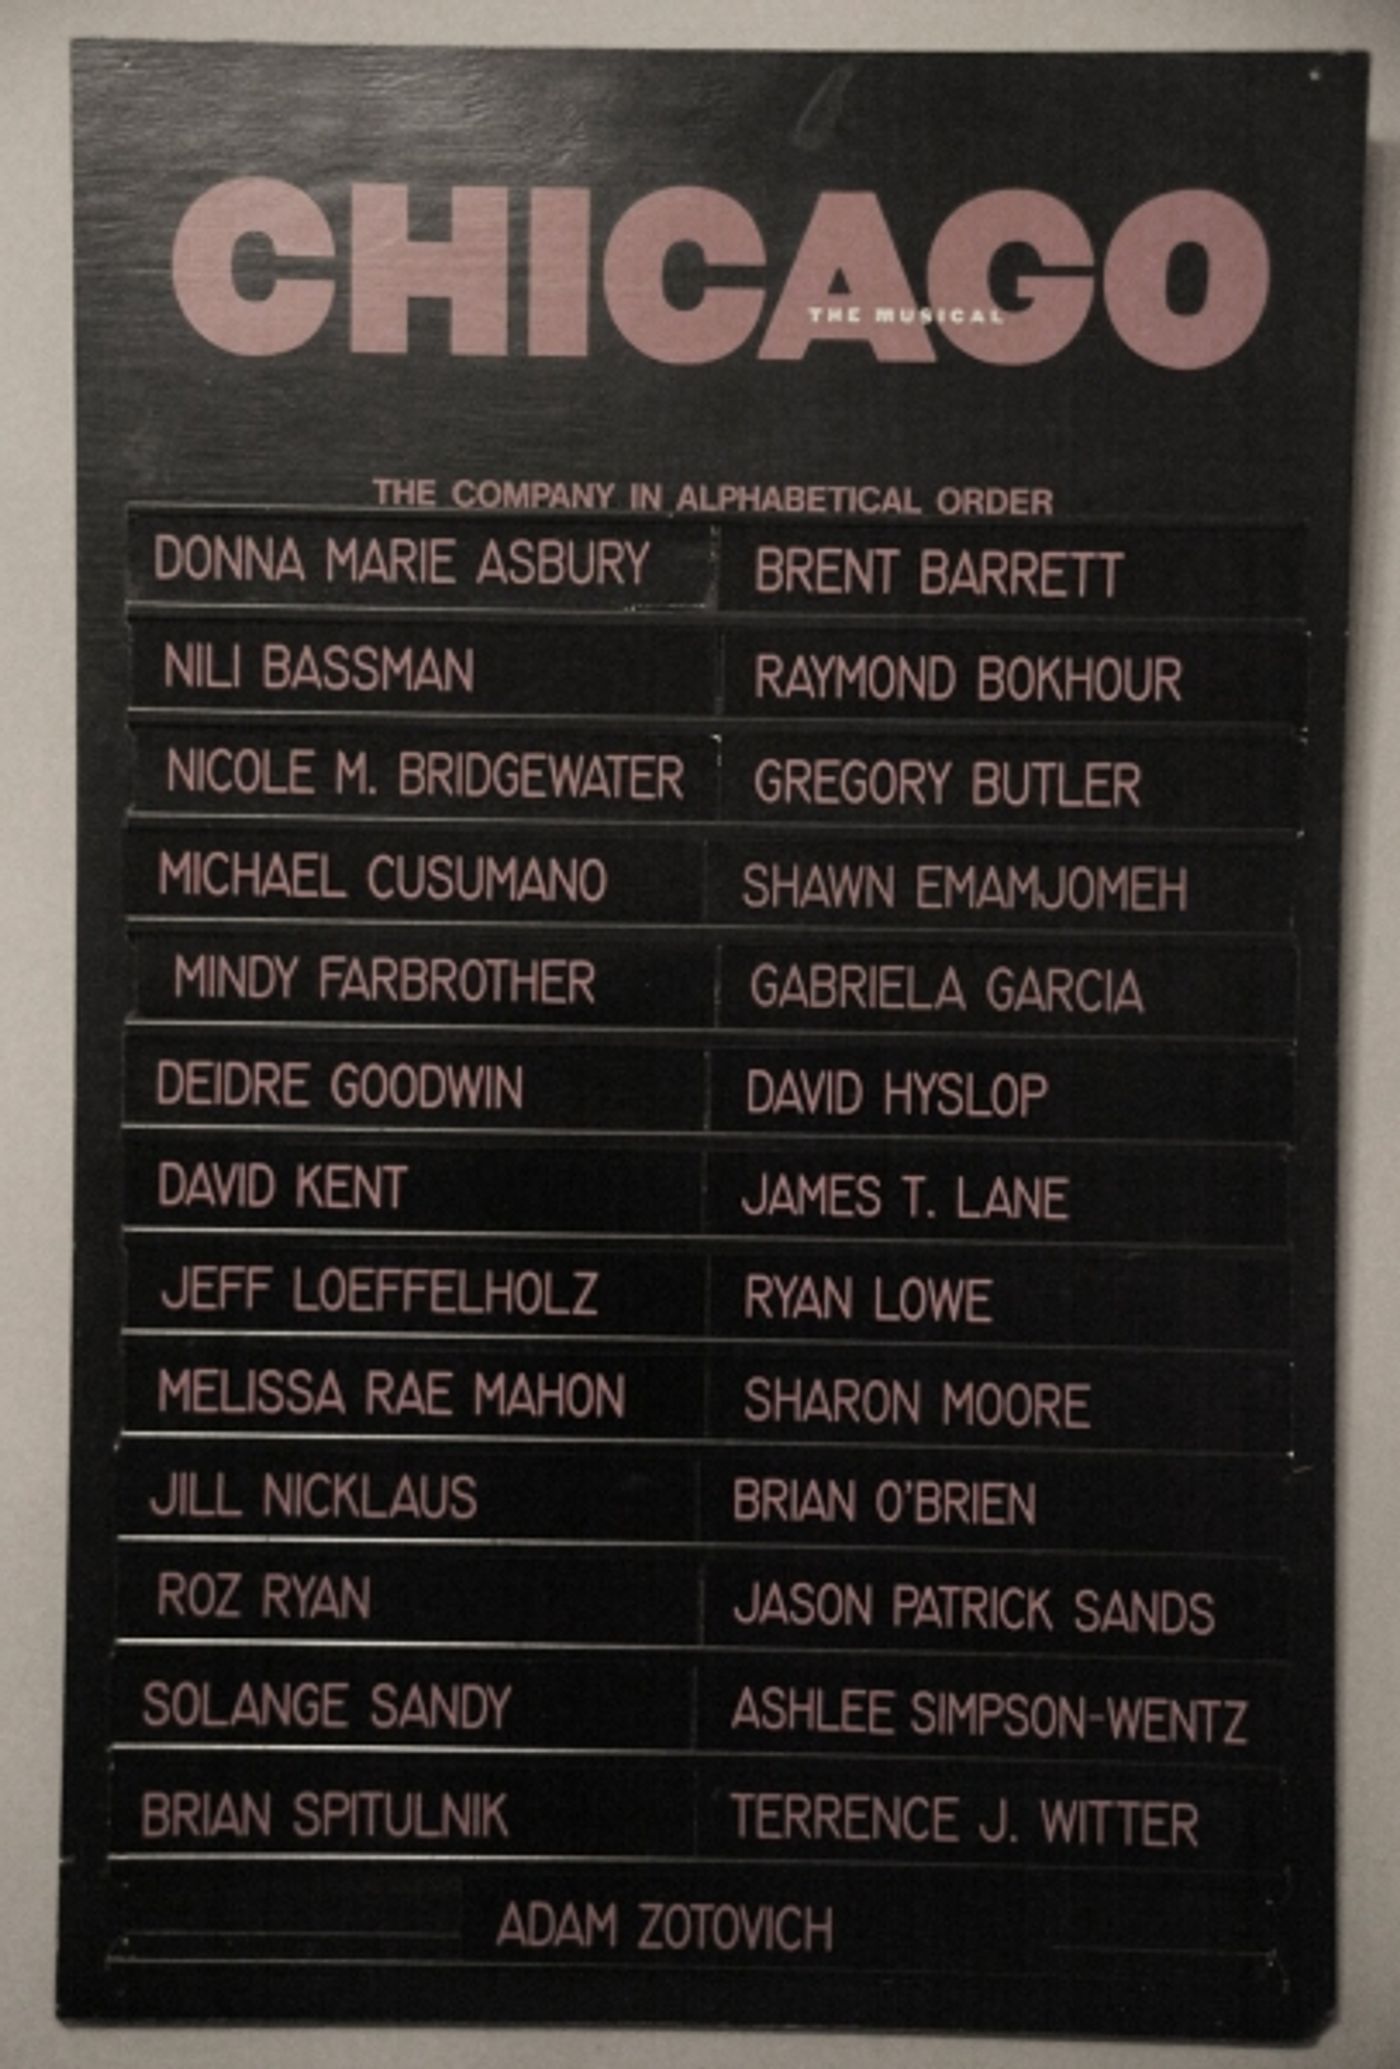 CHICAGO
THE MUSICAL
THE COMPANY IN ALPHABETICAL ORDER
DONNA MARIE ASBURY BRENT BARRETT
NILI BASSMAN RAYMOND BOKHOUR
NICOLE M. BRIDGEWATER GREGORY BUTLER
MICHAEL CUSUMANO SHAWN EMAMJOMEH
MINDY FARBROTHER GABRIELA GARCIA
DEIDRE GOODWIN DAVID HYSLOP
DAVID KENT JAMES T. LANE
JEFF LOEFFELHOLZ RYAN LOWE
MELISSA RAE MAHON SHARON MOORE
JILL NICKLAUS BRIAN O'BRIEN
ROZ RYAN JASON PATRICK SANDS
SOLANGE SANDY ASHLEE SIMPSON-WENTZ
BRIAN SPITULNIK TERRENCE J. WITTER
ADAM ZOTOVICH